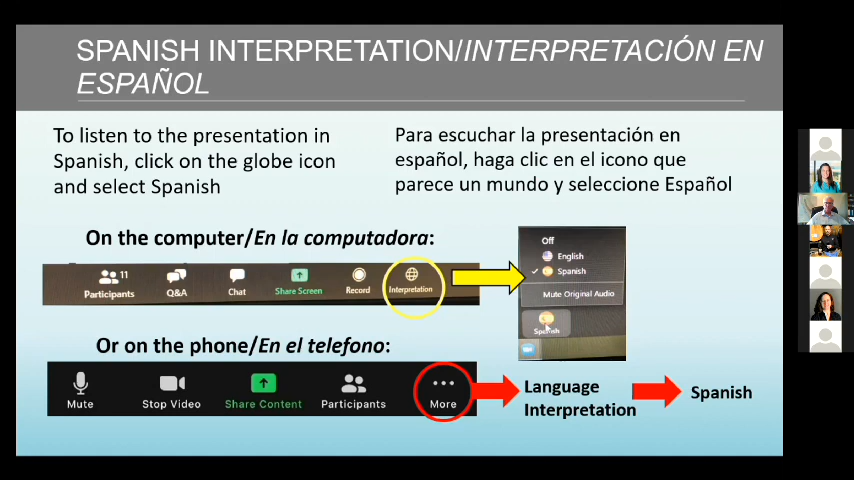 SPANISH INTERPRETATION/INTERPRETACIÓN EN
ESPAÑOL
To listen to the presentation in
Spanish, click on the globe icon
and select Spanish
Para escuchar la presentación en
español, haga clic en el icono que
parece un mundo y seleccione Español
On the computer/En la computadora:
11
Participants
Q&A
Chat
Share Screen
Record
Interpretation
Off
English
Spanish
Mute Original Audio
Spanish
Or on the phone/En el telefono:
Mute
Stop Video
Share Content
Participants
More
Language
Interpretation
Spanish